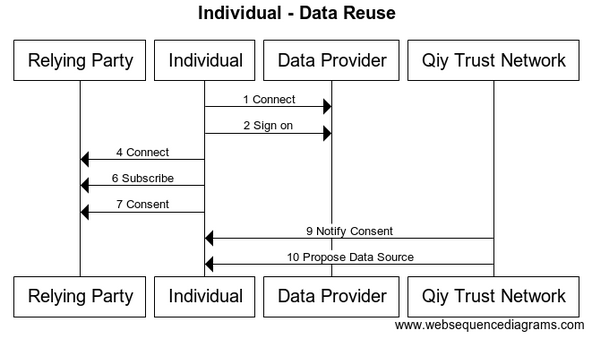 Individual - Data Reuse
Relying Party
Individual
Data Provider
Qiy Trust Network
1 Connect
2 Sign on
4 Connect
6 Subscribe
7 Consent
9 Notify Consent
10 Propose Data Source
Relying Party
Individual
Data Provider
Qiy Trust Network
www.websequencediagrams.com